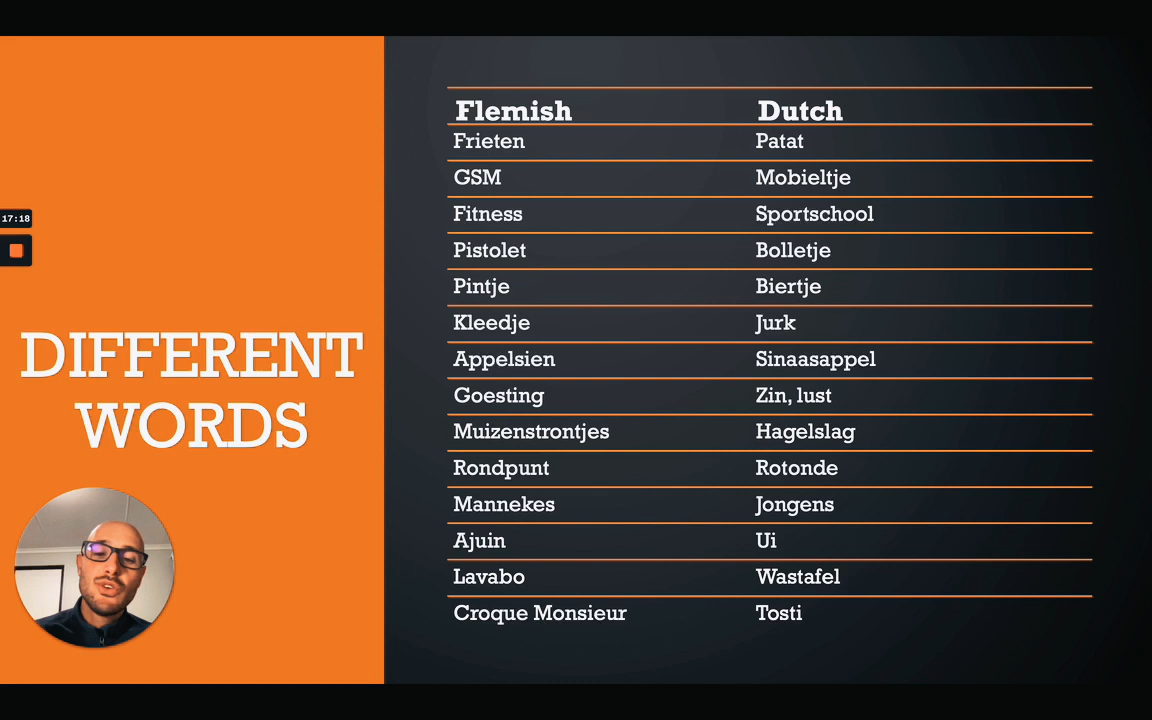 17:18
DIFFERENT
WORDS
Flemish Dutch
Frieten Patat
GSM Mobieltje
Fitness Sportschool
Pistolet Bolletje
Pintje Biertje
Kleedje Jurk
Appelsien Sinaasappel
Goesting Zin, lust
Muizenstrontjes Hagelslag
Rondpunt Rotonde
Mannekes Jongens
Ajuin Ui
Lavabo Wastafel
Croque Monsieur Tosti